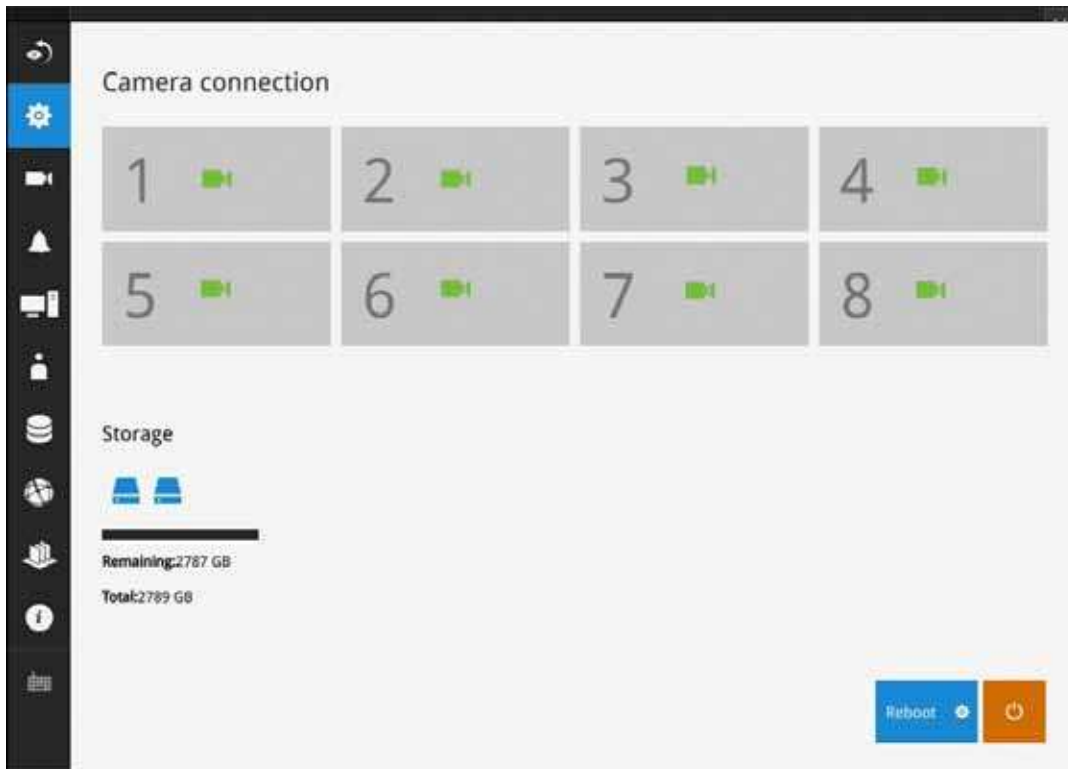 Camera connection
1 2 3 4
5 6 7 8
Storage
Remaining:2787 GB
Total:2789 GB
Reboot